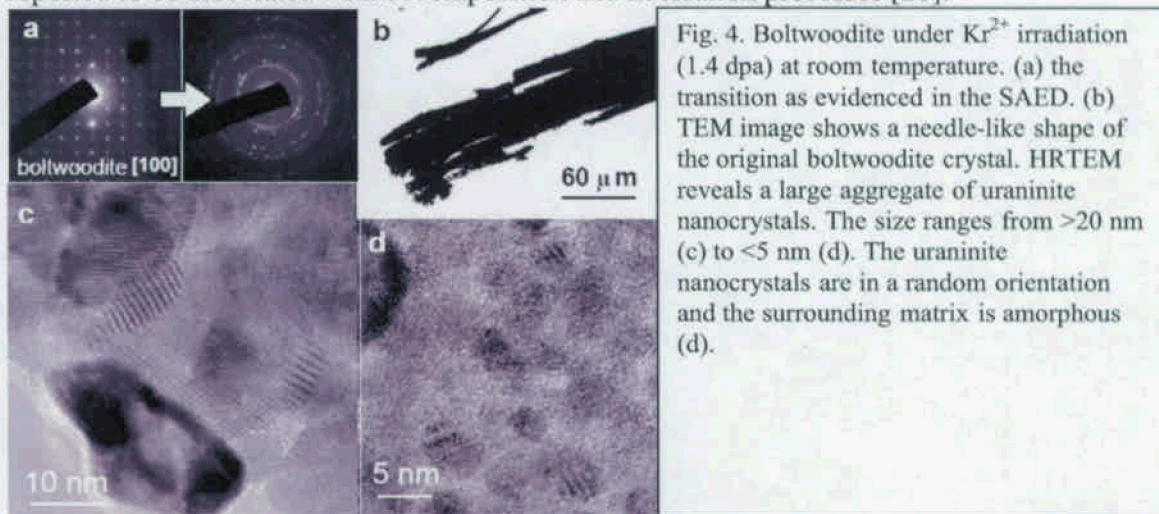 a
b
boltwoodite [100]
60 μm
c
d
10 nm
5 nm
Fig. 4. Boltwoodite under Kr²⁺ irradiation
(1.4 dpa) at room temperature. (a) the
transition as evidenced in the SAED. (b)
TEM image shows a needle-like shape of
the original boltwoodite crystal. HRTEM
reveals a large aggregate of uraninite
nanocrystals. The size ranges from >20 nm
(c) to <5 nm (d). The uraninite
nanocrystals are in a random orientation
and the surrounding matrix is amorphous
(d).